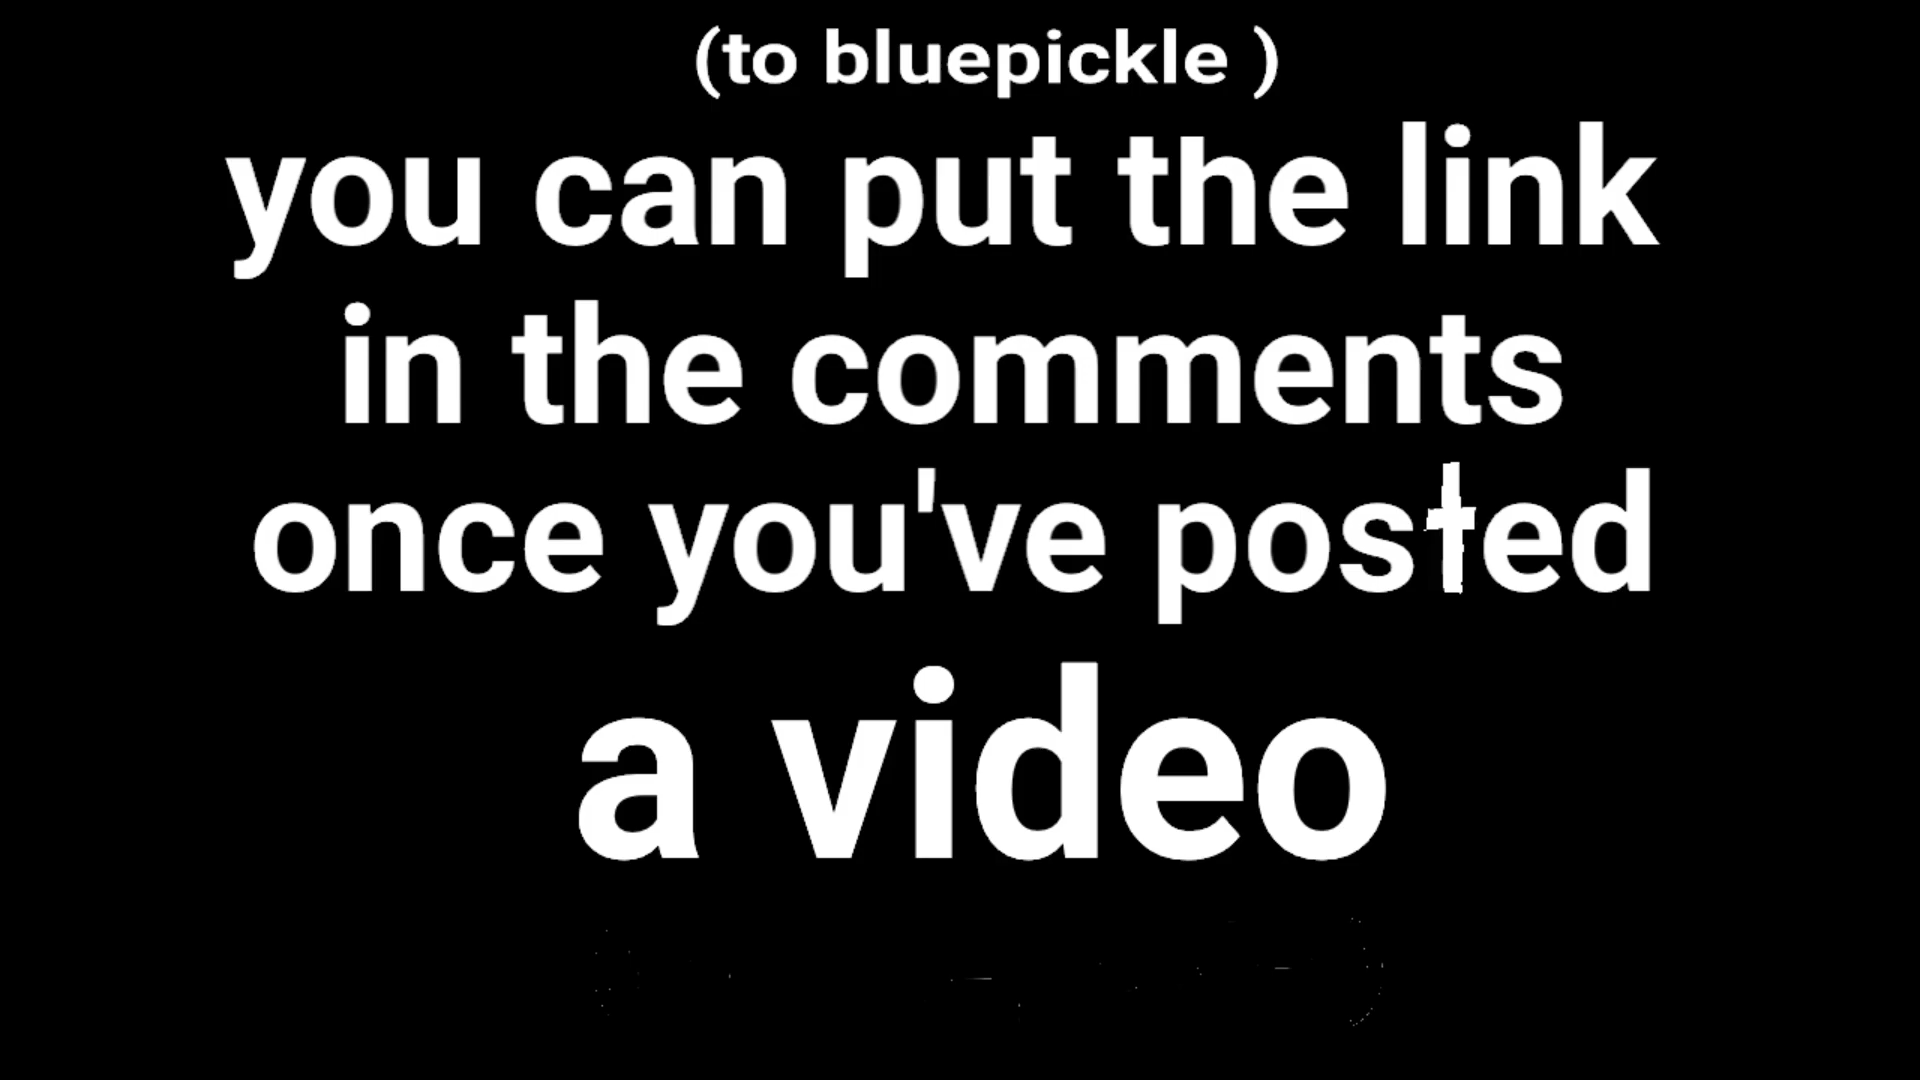 (to bluepickle )
you can put the link
in the comments
once you've posted
a video